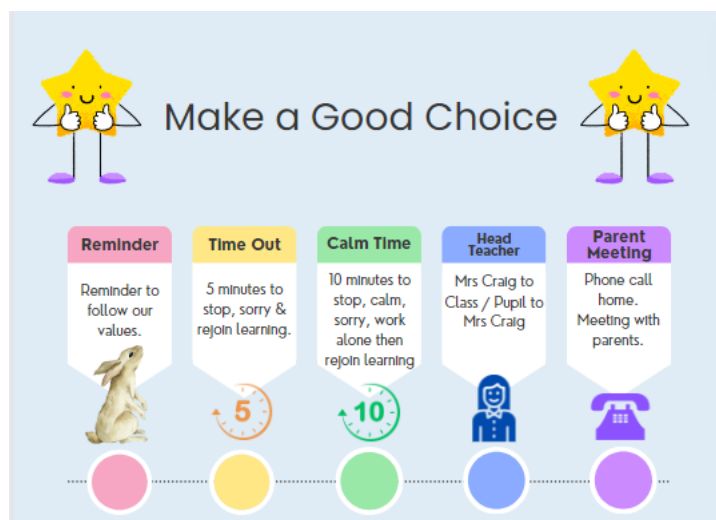 Make a Good Choice
Reminder
Reminder to
follow our
values.
Time Out
5 minutes to
stop, sorry &
rejoin learning.
5
Calm Time
10 minutes to
stop, calm,
sorry, work
alone then
rejoin learning
10
Head
Teacher
Mrs Craig to
Class / Pupil to
Mrs Craig
Parent
Meeting
Phone call
home.
Meeting with
parents.